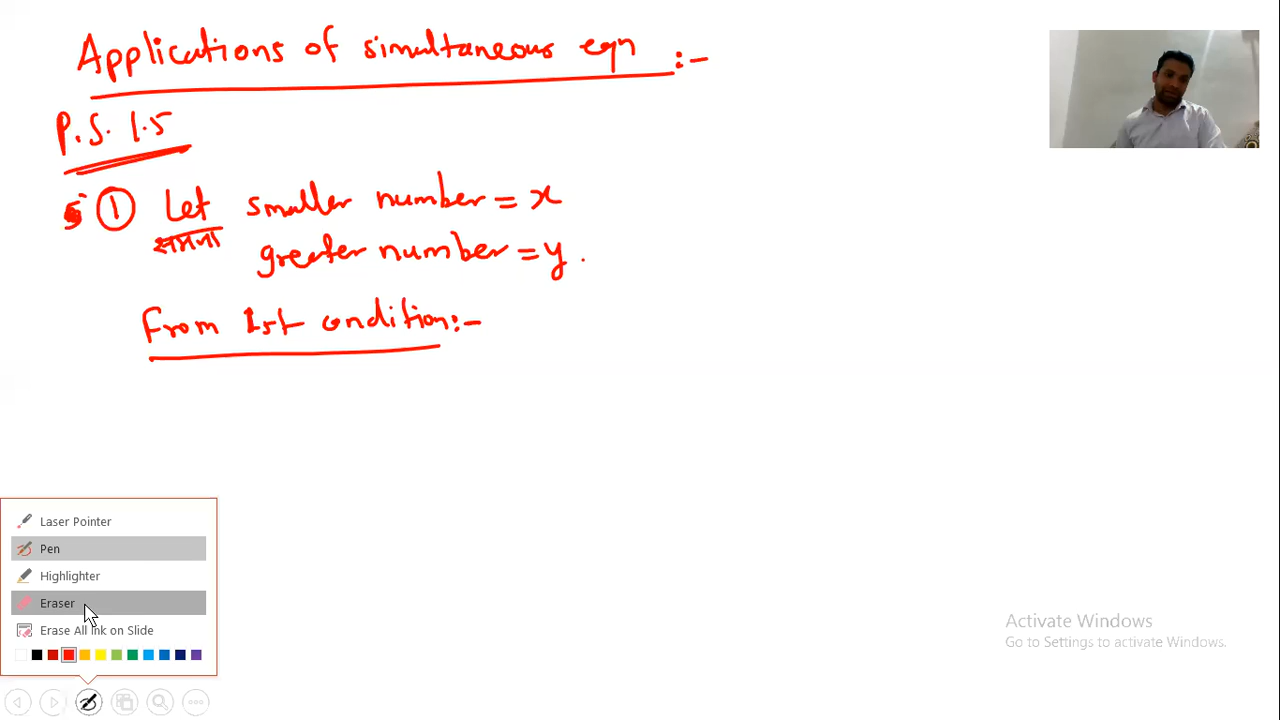 Applications of simultaneous eqn :-
P.S. 1.5
① Let smaller number = x
समजा
greater number = y .
From 1st condition:-
Laser Pointer
Pen
Highlighter
Eraser
Erase All Ink on Slide
Activate Windows
Go to Settings to activate Windows.